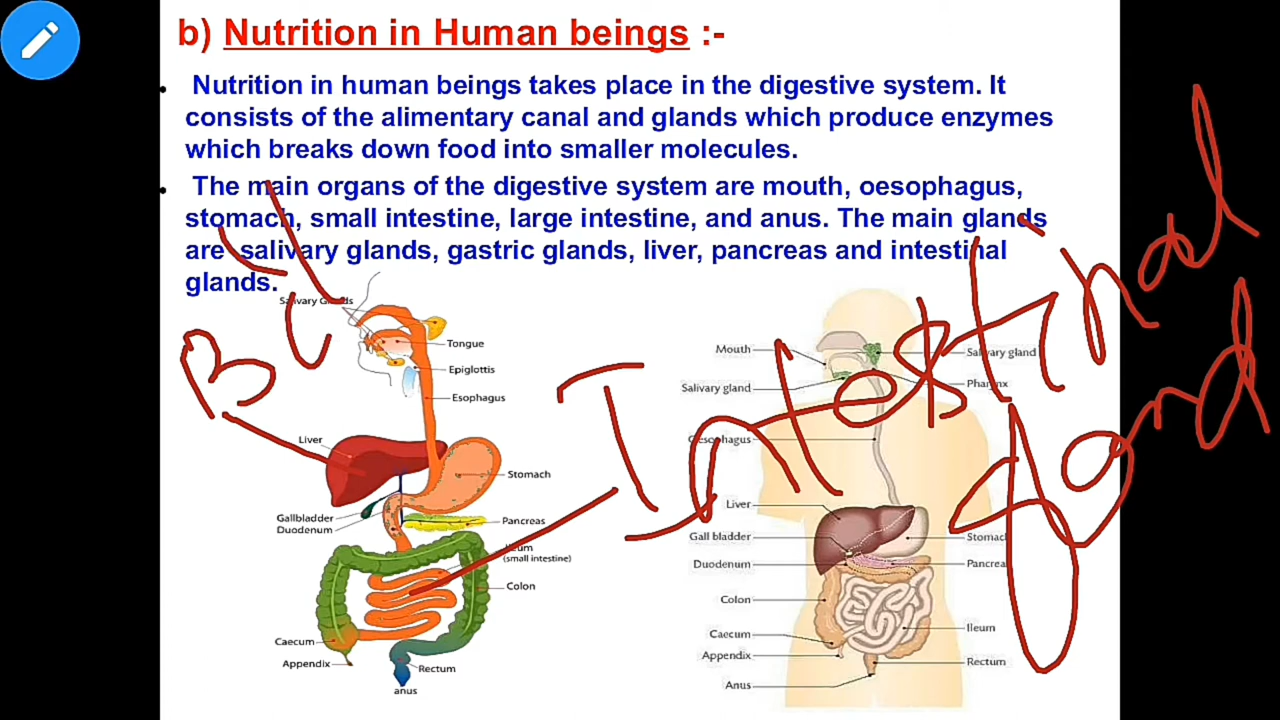 b) Nutrition in Human beings :-
• Nutrition in human beings takes place in the digestive system. It
consists of the alimentary canal and glands which produce enzymes
which breaks down food into smaller molecules.
• The main organs of the digestive system are mouth, oesophagus,
stomach, small intestine, large intestine, and anus. The main glands
are salivary glands, gastric glands, liver, pancreas and intestinal
glands.
Salivary Glands
Tongue
Epiglottis
Esophagus
Liver
Stomach
Gallbladder
Duodenum
Pancreas
Ileum
(small intestine)
Colon
Caecum
Appendix
Rectum
anus
Mouth
Salivary gland
Salivary gland
Pharynx
Oesophagus
Liver
Gall bladder
Stomach
Duodenum
Pancrea
Colon
Ileum
Caecum
Appendix
Rectum
Anus
Intestinal